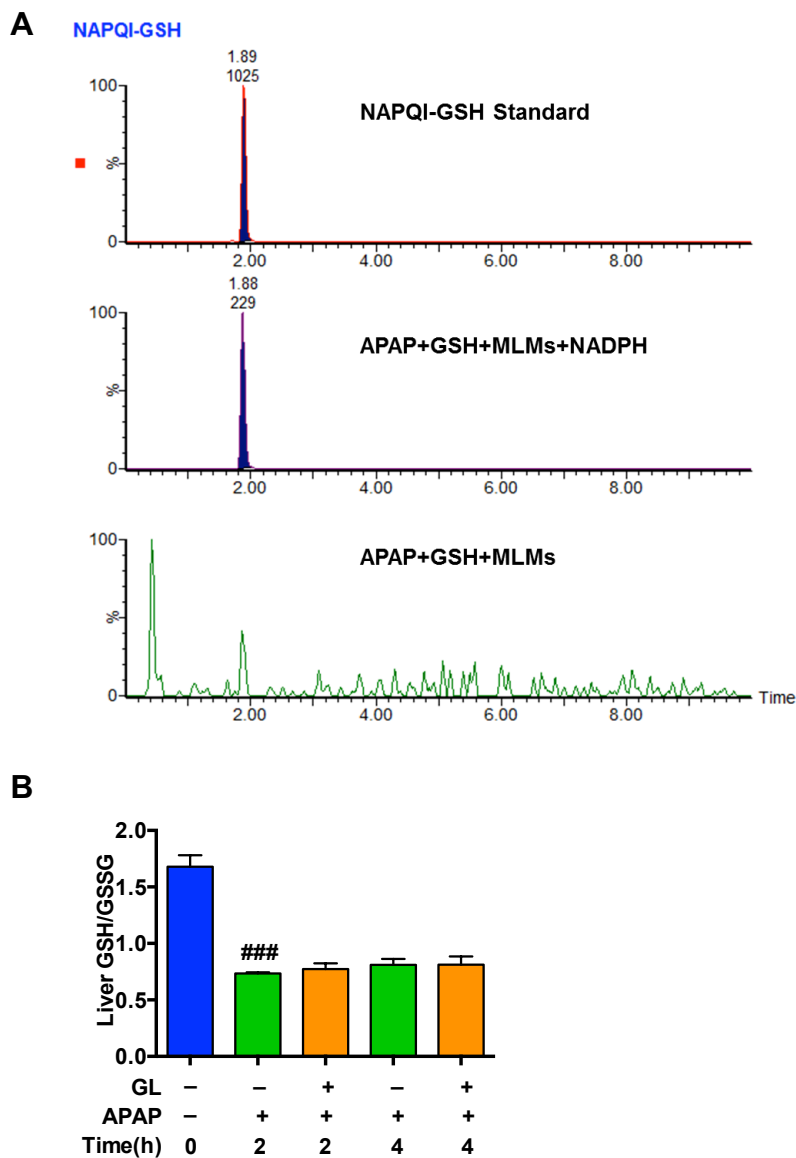 A
NAPQI-GSH
1.89
1025
100
NAPQI-GSH Standard
%
0
2.00 4.00 6.00 8.00
1.88
229
100
APAP+GSH+MLMs+NADPH
%
0
2.00 4.00 6.00 8.00
100
APAP+GSH+MLMs
%
0
Time
2.00 4.00 6.00 8.00
B
Liver GSH/GSSG
2.0
1.5
1.0
###
0.5
0.0
GL – – + – +
APAP – + + + +
Time(h) 0 2 2 4 4